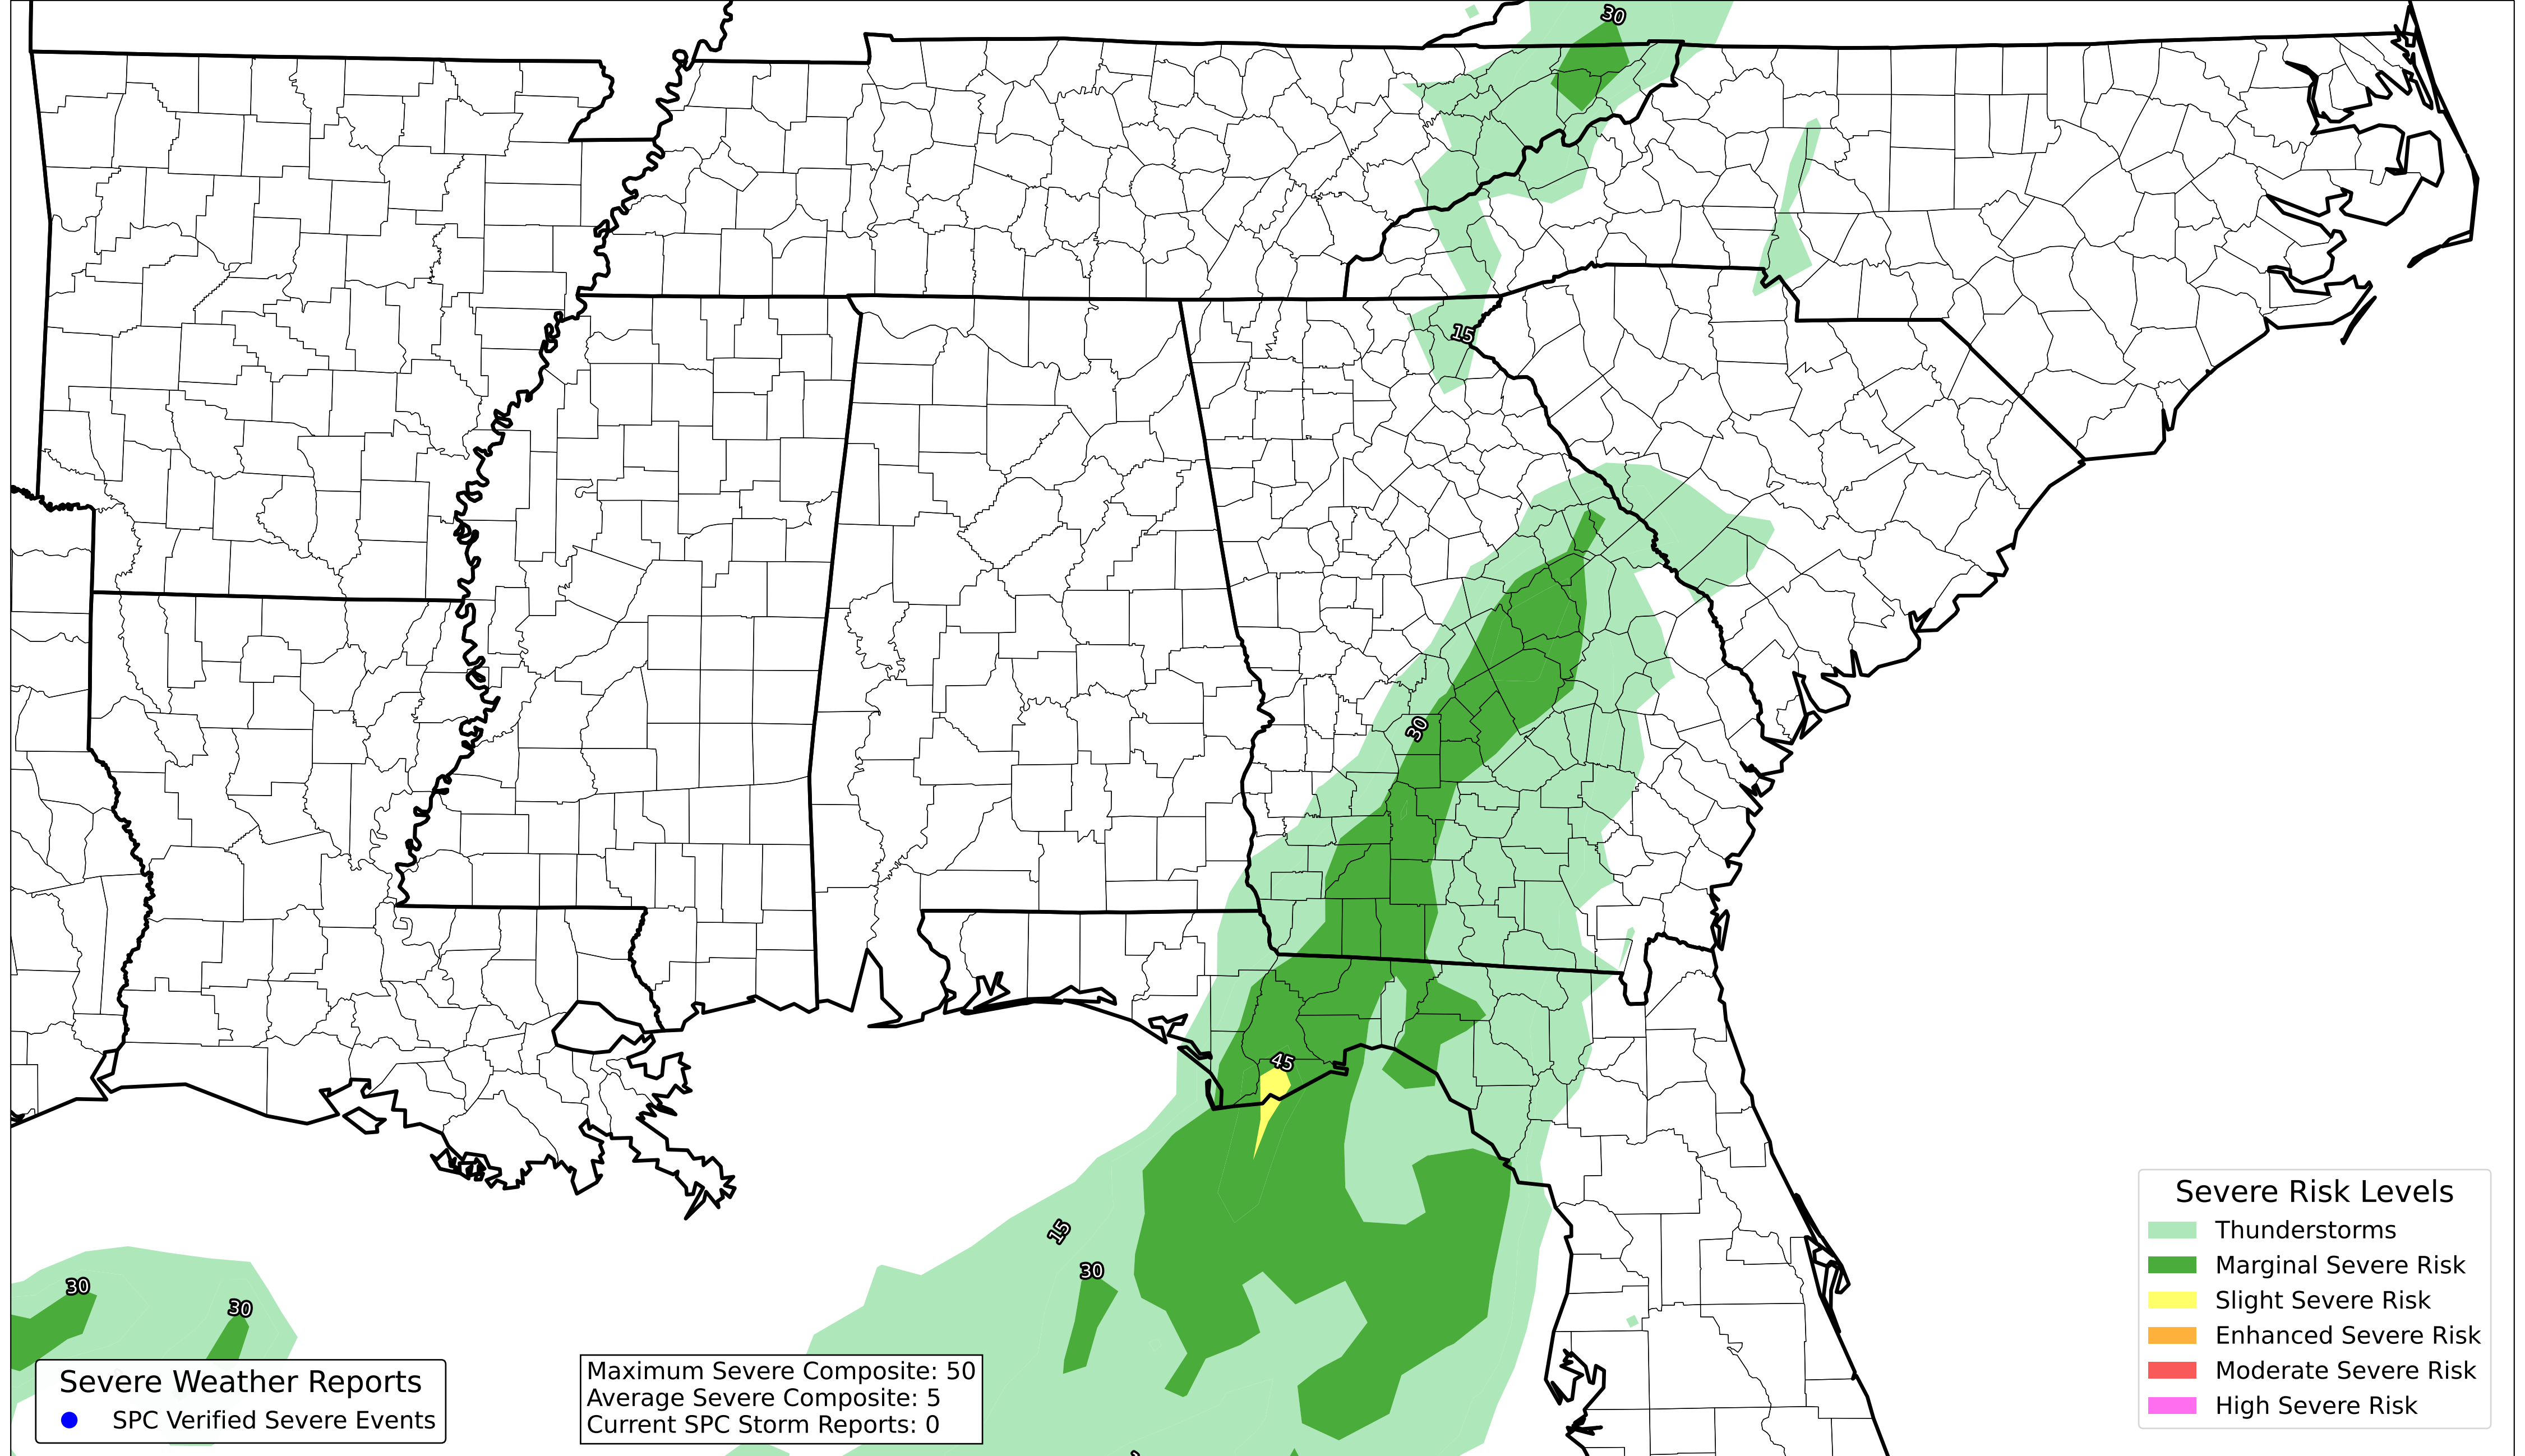 30
15
30
45
15
30
30
30
Severe Weather Reports
SPC Verified Severe Events
Maximum Severe Composite: 50
Average Severe Composite: 5
Current SPC Storm Reports: 0
Severe Risk Levels
Thunderstorms
Marginal Severe Risk
Slight Severe Risk
Enhanced Severe Risk
Moderate Severe Risk
High Severe Risk